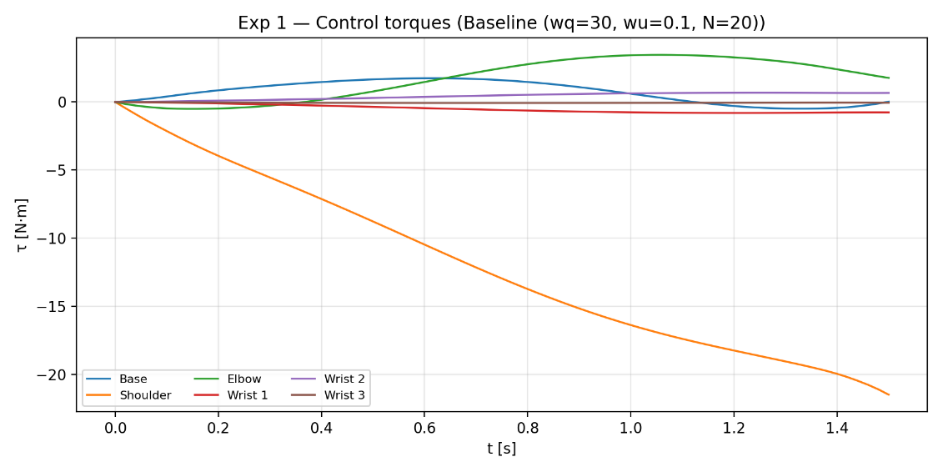 Exp 1 — Control torques (Baseline (wq=30, wu=0.1, N=20))
τ [N·m]
0
−5
−10
−15
−20
Base
Shoulder
Elbow
Wrist 1
Wrist 2
Wrist 3
0.0 0.2 0.4 0.6 0.8 1.0 1.2 1.4
t [s]